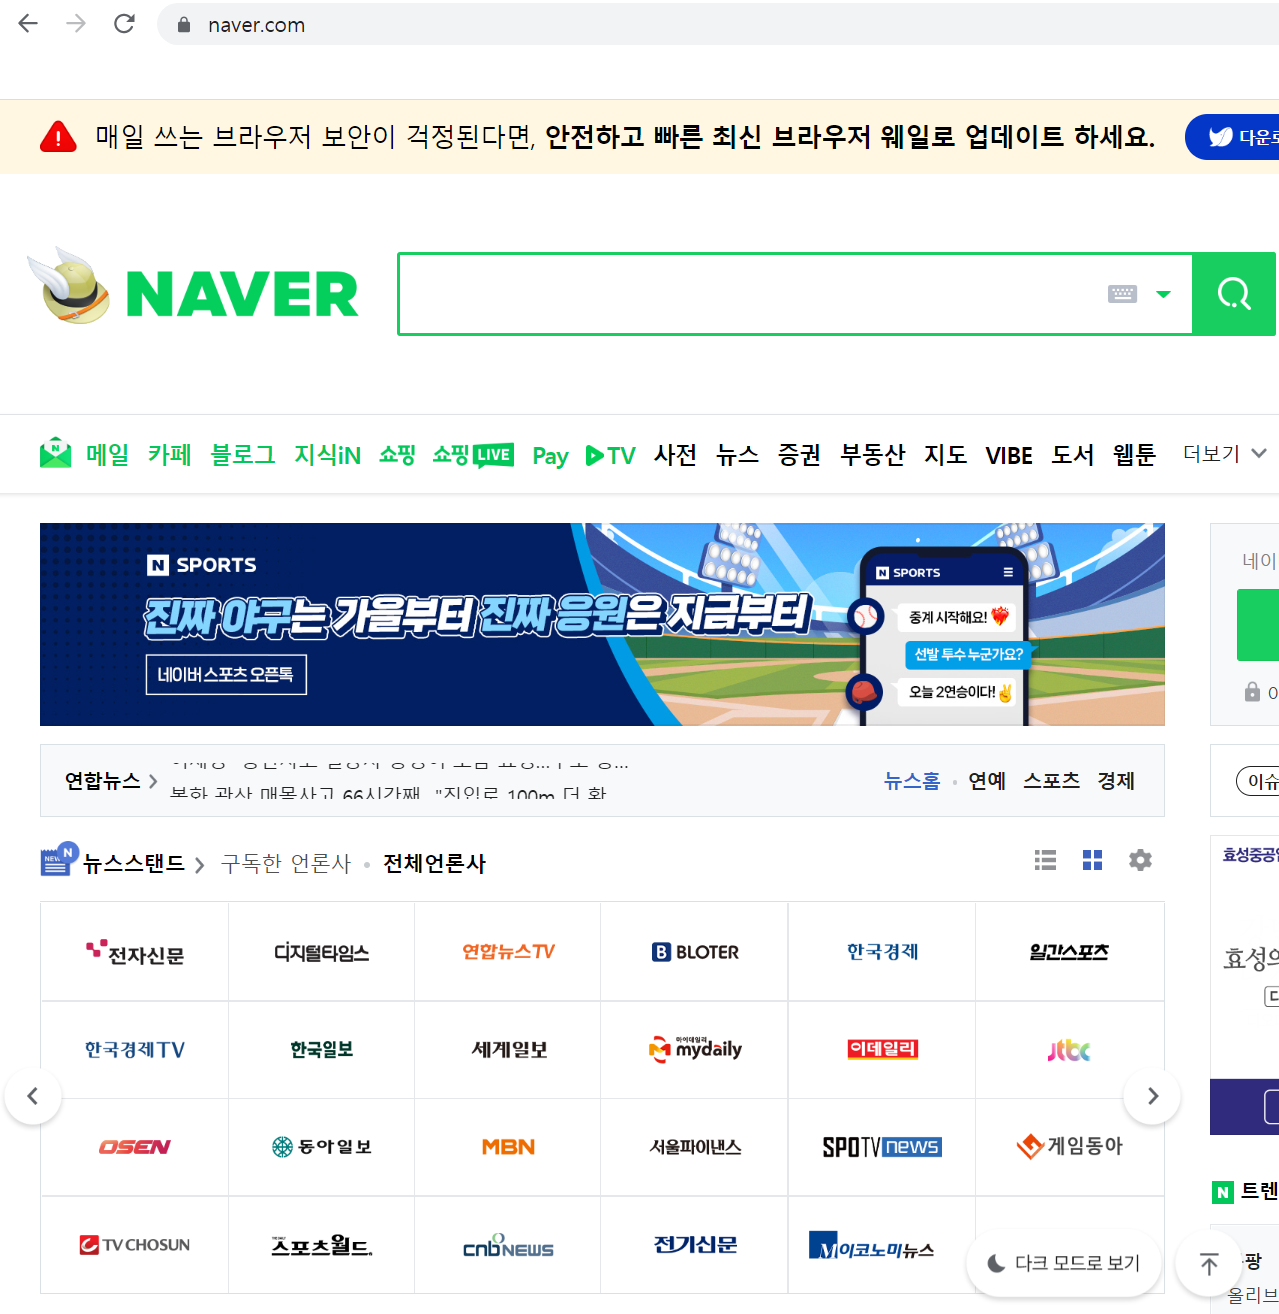 naver.com
매일 쓰는 브라우저 보안이 걱정된다면, 안전하고 빠른 최신 브라우저 웨일로 업데이트 하세요.
NAVER
메일 카페 블로그 지식iN 쇼핑 쇼핑LIVE Pay TV 사전 뉴스 증권 부동산 지도 VIBE 도서 웹툰 더보기
N SPORTS
진짜 야구는 가을부터 진짜 응원은 지금부터
네이버 스포츠 오픈톡
N SPORTS
중계 시작해요!
선발 투수 누군가요?
오늘 2연승이다!
연합뉴스
봉화 광산 매몰사고 66시간째…"진입로 100m 더 확
뉴스홈 연예 스포츠 경제
NEWS N 뉴스스탠드 구독한 언론사 전체언론사
전자신문 디지털타임스 연합뉴스TV B BLOTER 한국경제 일간스포츠
한국경제TV 한국일보 세계일보 마이데일리 mydaily 이데일리 jtbc
OSEN 동아일보 MBN 서울파이낸스 SPOTV news 게임동아
TV CHOSUN 스포츠월드 cnbNEWS 전기신문 M이코노미뉴스
다크 모드로 보기
네이
이슈
효성중공
효성의
N 트렌
팡
올리브